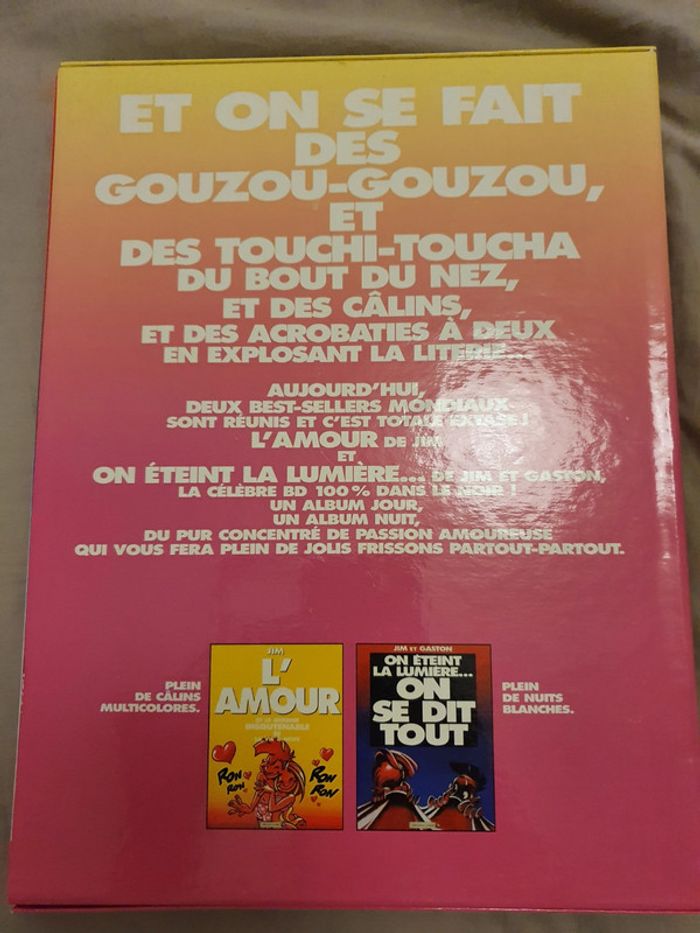 ET ON SE FAIT
DES
GOUZOU-GOUZOU,
ET
DES TOUCHI-TOUCHA
DU BOUT DU NEZ,
ET DES CÂLINS,
ET DES ACROBATIES À DEUX
EN EXPLOSANT LA LITERIE...
AUJOURD'HUI,
DEUX BEST-SELLERS MONDIAUX
SONT RÉUNIS ET C'EST TOTALE EXTASE !
L'AMOUR DE JIM
ET
ON ÉTEINT LA LUMIÈRE... DE JIM ET GASTON,
LA CÉLÈBRE BD 100% DANS LE NOIR !
UN ALBUM JOUR,
UN ALBUM NUIT,
DU PUR CONCENTRÉ DE PASSION AMOUREUSE
QUI VOUS FERA PLEIN DE JOLIS FRISSONS PARTOUT-PARTOUT.
PLEIN
DE CÂLINS
MULTICOLORES.
JIM
L'
AMOUR
INSOUTENABLE
RON
RON
RON
RON
JIM ET GASTON
ON ÉTEINT
LA LUMIÈRE...
ON
SE DIT
TOUT
PLEIN
DE NUITS
BLANCHES.